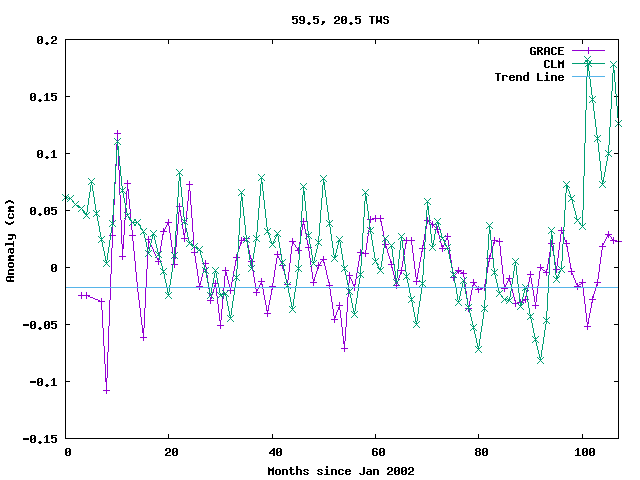 59.5, 20.5 TWS
GRACE
CLM
Trend Line
0.2
0.15
0.1
0.05
0
-0.05
-0.1
-0.15
Anomaly (cm)
0 20 40 60 80 100
Months since Jan 2002